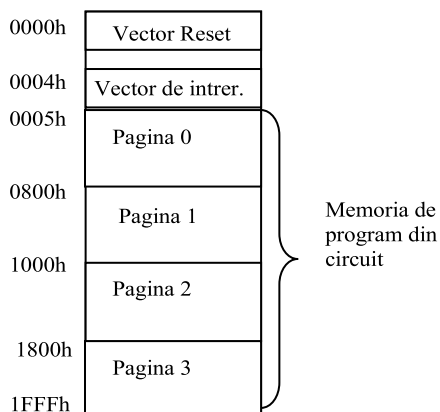 0000h
Vector Reset
0004h
Vector de intrer.
0005h
Pagina 0
0800h
Pagina 1
Memoria de
program din
circuit
1000h
Pagina 2
1800h
Pagina 3
1FFFh